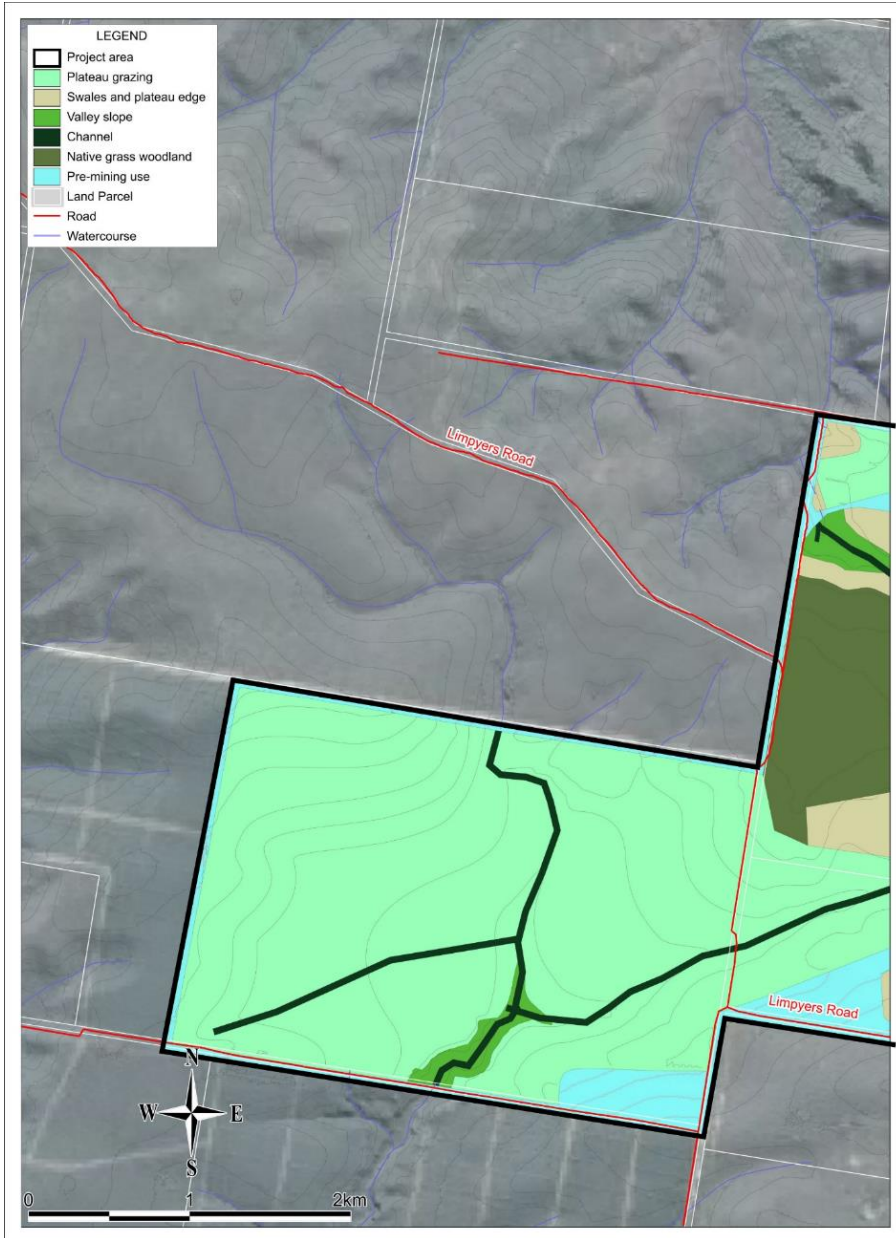 LEGEND
Project area
Plateau grazing
Swales and plateau edge
Valley slope
Channel
Native grass woodland
Pre-mining use
Land Parcel
Road
Watercourse
Limpyers Road
Limpyers Road
N
W E
S
0 1 2km